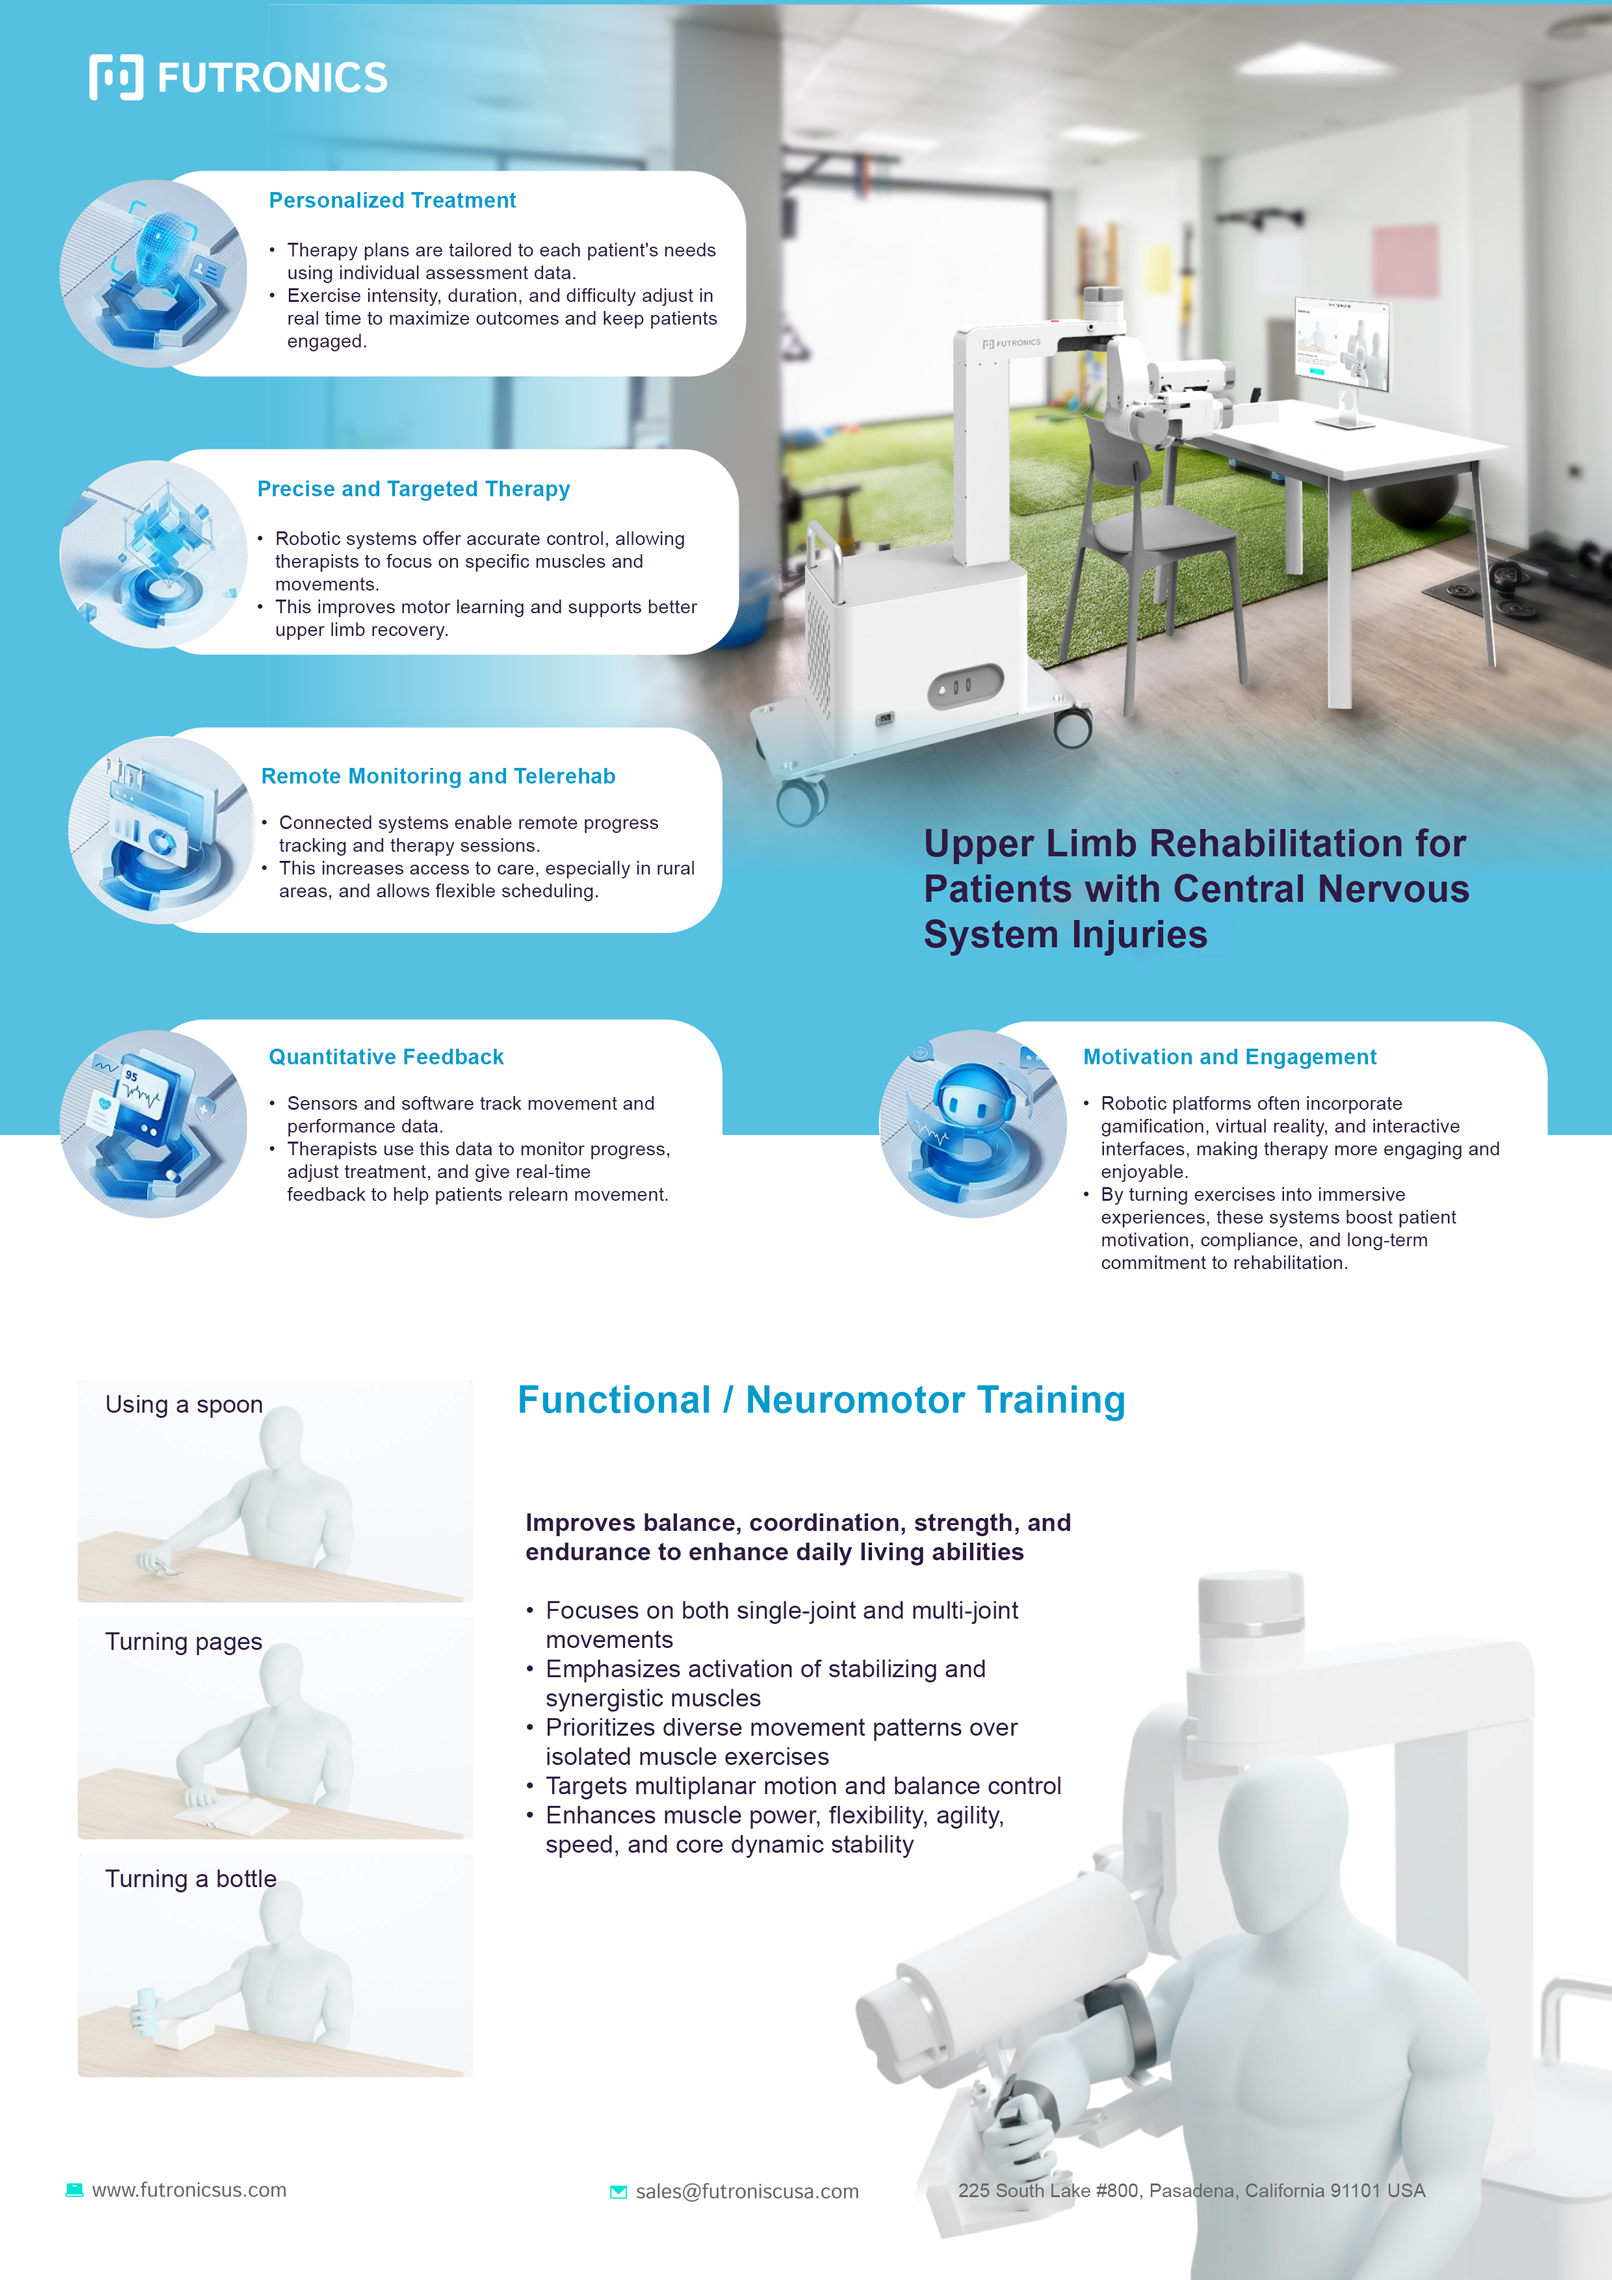 FUTRONICS
Personalized Treatment
• Therapy plans are tailored to each patient's needs
using individual assessment data.
• Exercise intensity, duration, and difficulty adjust in
real time to maximize outcomes and keep patients
engaged.
FUTRONICS
Precise and Targeted Therapy
• Robotic systems offer accurate control, allowing
therapists to focus on specific muscles and
movements.
• This improves motor learning and supports better
upper limb recovery.
Remote Monitoring and Telerehab
• Connected systems enable remote progress
tracking and therapy sessions.
• This increases access to care, especially in rural
areas, and allows flexible scheduling.
Upper Limb Rehabilitation for
Patients with Central Nervous
System Injuries
Quantitative Feedback
95
• Sensors and software track movement and
performance data.
• Therapists use this data to monitor progress,
adjust treatment, and give real-time
feedback to help patients relearn movement.
Motivation and Engagement
• Robotic platforms often incorporate
gamification, virtual reality, and interactive
interfaces, making therapy more engaging and
enjoyable.
• By turning exercises into immersive
experiences, these systems boost patient
motivation, compliance, and long-term
commitment to rehabilitation.
Using a spoon
Turning pages
Turning a bottle
Functional / Neuromotor Training
Improves balance, coordination, strength, and
endurance to enhance daily living abilities
• Focuses on both single-joint and multi-joint
movements
• Emphasizes activation of stabilizing and
synergistic muscles
• Prioritizes diverse movement patterns over
isolated muscle exercises
• Targets multiplanar motion and balance control
• Enhances muscle power, flexibility, agility,
speed, and core dynamic stability
www.futronicsus.com
sales@futroniscusa.com
225 South Lake #800, Pasadena, California 91101 USA